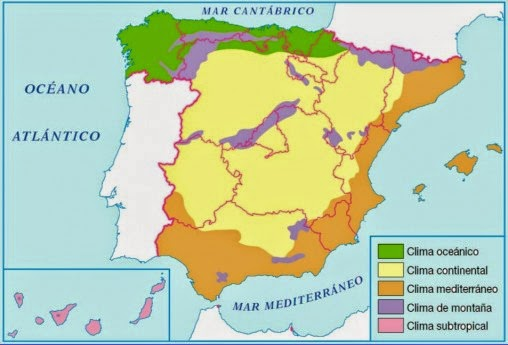 MAR CANTÁBRICO
OCÉANO
ATLÁNTICO
MAR MEDITERRÁNEO
Clima oceánico
Clima continental
Clima mediterráneo
Clima de montaña
Clima subtropical